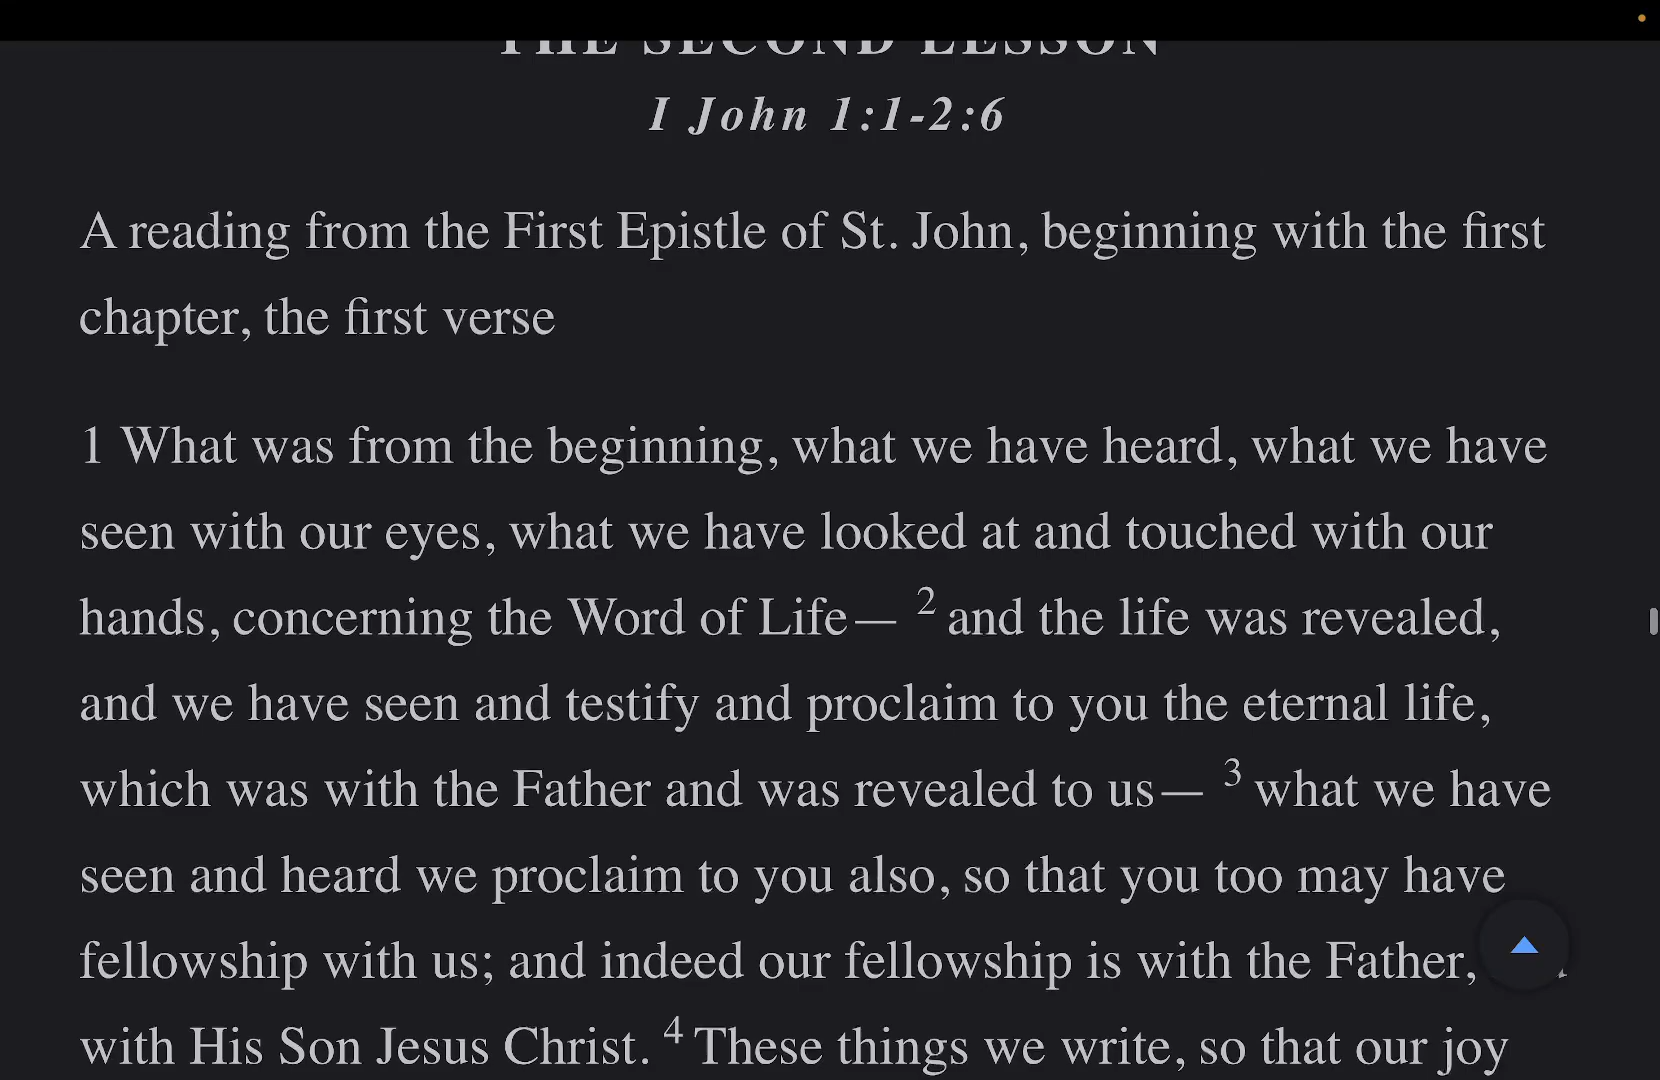 THE SECOND LESSON
I John 1:1-2:6
A reading from the First Epistle of St. John, beginning with the first
chapter, the first verse
1 What was from the beginning, what we have heard, what we have
seen with our eyes, what we have looked at and touched with our
hands, concerning the Word of Life— 2 and the life was revealed,
and we have seen and testify and proclaim to you the eternal life,
which was with the Father and was revealed to us— 3 what we have
seen and heard we proclaim to you also, so that you too may have
fellowship with us; and indeed our fellowship is with the Father,
with His Son Jesus Christ. 4 These things we write, so that our joy